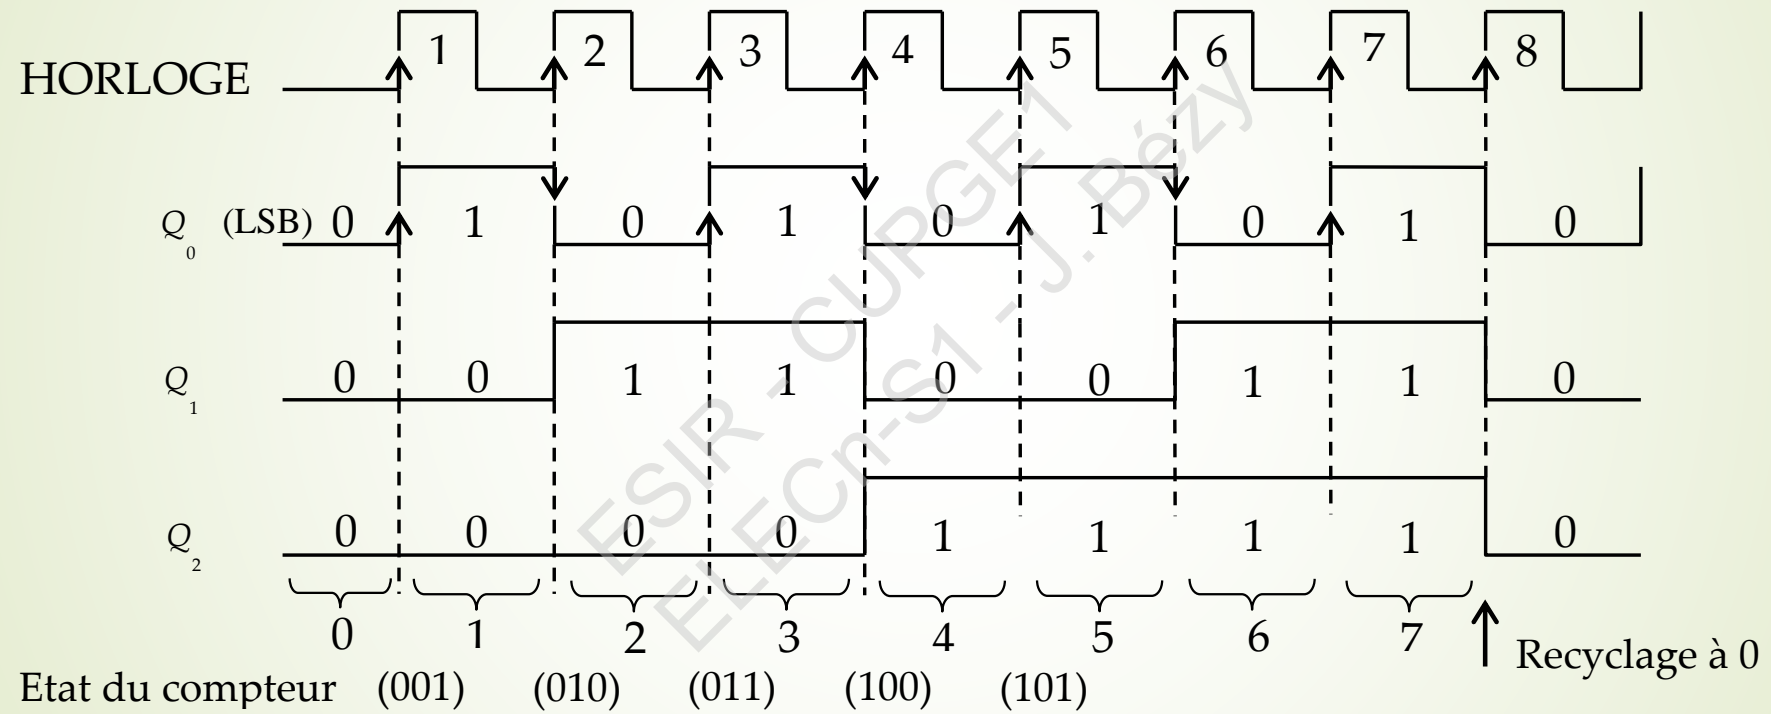 1 2 3 4 5 6 7 8
HORLOGE
Q0 (LSB) 0 1 0 1 0 1 0 1 0
Q1 0 0 1 1 0 0 1 1 0
Q2 0 0 0 0 1 1 1 1 0
0 1 2 3 4 5 6 7
Recyclage à 0
Etat du compteur (001) (010) (011) (100) (101)
ESIR - CUPGE1
ELECn-S1 - J. Bézy